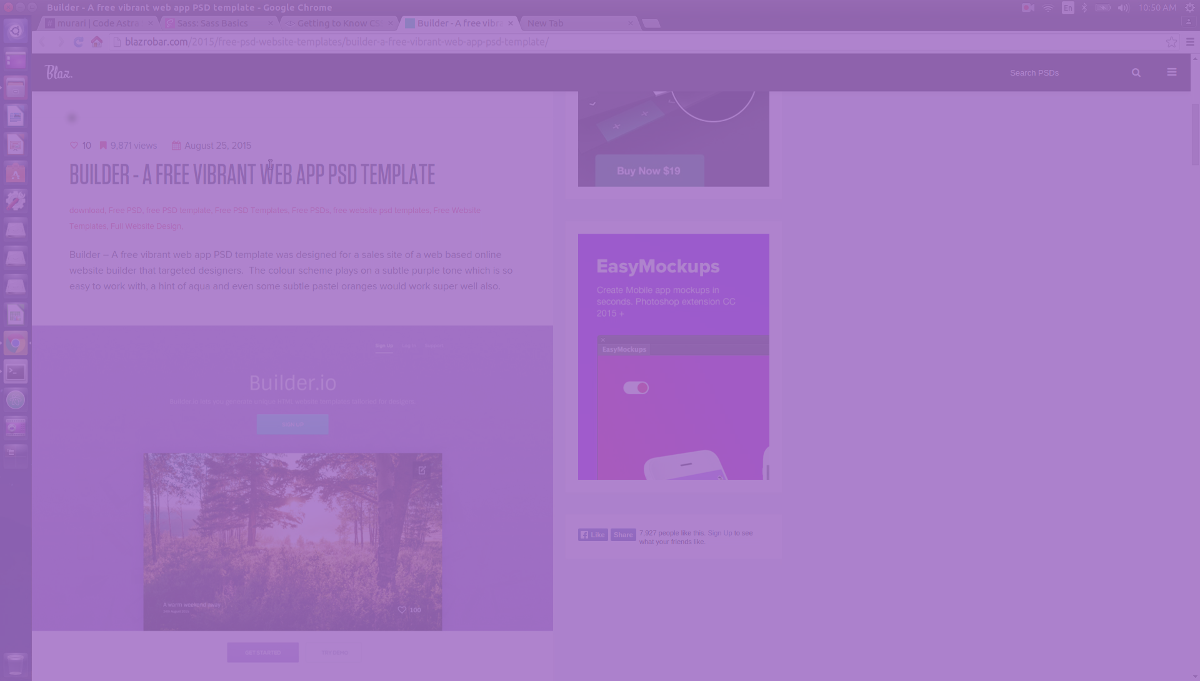 Builder - A free vibrant web app PSD template - Google Chrome
10:50 AM
Sass: Sass Basics
Getting to Know C
Builder - A free vibr
New Tab
blazrobar.com/2015/free-psd-website-templates/builder-a-free-vibrant-web-app-psd-template/
Blaz.
Search PSDs
10
9,871 views
August 25, 2015
BUILDER - A FREE VIBRANT WEB APP PSD TEMPLATE
download, Free PSD, free PSD template, Free PSD Templates, Free PSDs, free website psd templates, Free Website
Templates, Full Website Design
Builder – A free vibrant web app PSD template was designed for a sales site of a web based online
website builder that targeted designers. The colour scheme plays on a subtle purple tone which is so
easy to work with, a hint of aqua and even some subtle pastel oranges would work super well also.
Builder.io
100
Buy Now $19
EasyMockups
Create Mobile app mockups in
seconds. Photoshop extension CC
2015 +
EasyMockups
Like
Share
7,927 people like this. Sign Up to see
what your friends like.